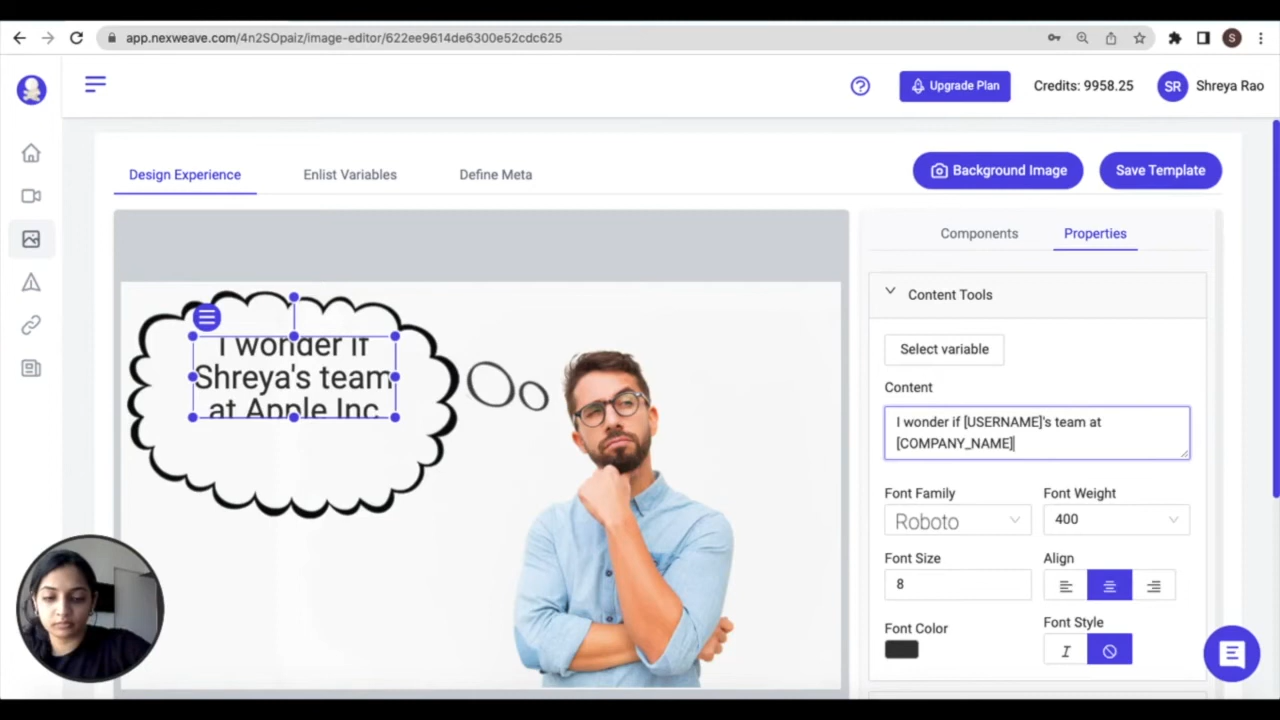 app.nexweave.com/4n2SOpaiz/image-editor/622ee9614de6300e52cdc625
S
Upgrade Plan
Credits: 9958.25
SR
Shreya Rao
Design Experience
Enlist Variables
Define Meta
Background Image
Save Template
Components
Properties
I wonder if
Shreya's team
at Apple Inc
Content Tools
Select variable
Content
I wonder if [USERNAME]'s team at
[COMPANY_NAME]
Font Family
Font Weight
Roboto
400
Font Size
Align
8
Font Color
Font Style
I